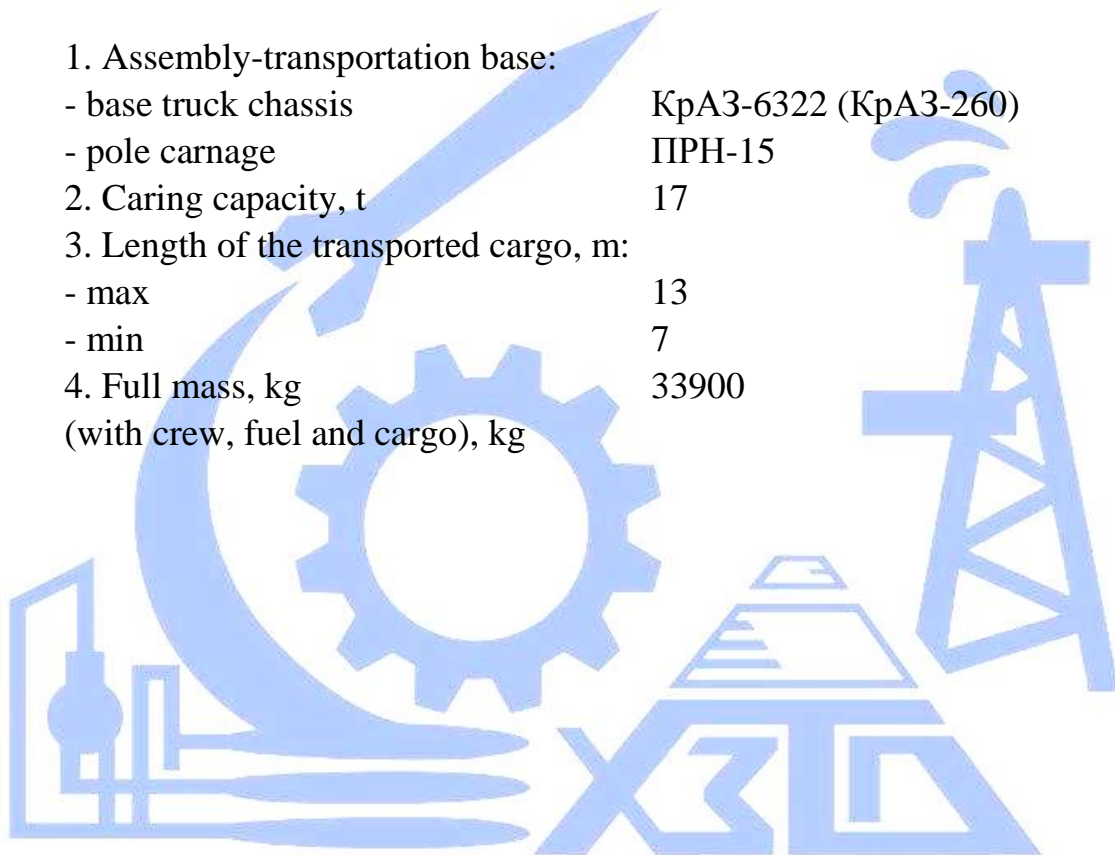 1. Assembly-transportation base:
- base truck chassis КрАЗ-6322 (КрАЗ-260)
- pole carnage ПРН-15
2. Caring capacity, t 17
3. Length of the transported cargo, m:
- max 13
- min 7
4. Full mass, kg 33900
(with crew, fuel and cargo), kg
ХЗТП